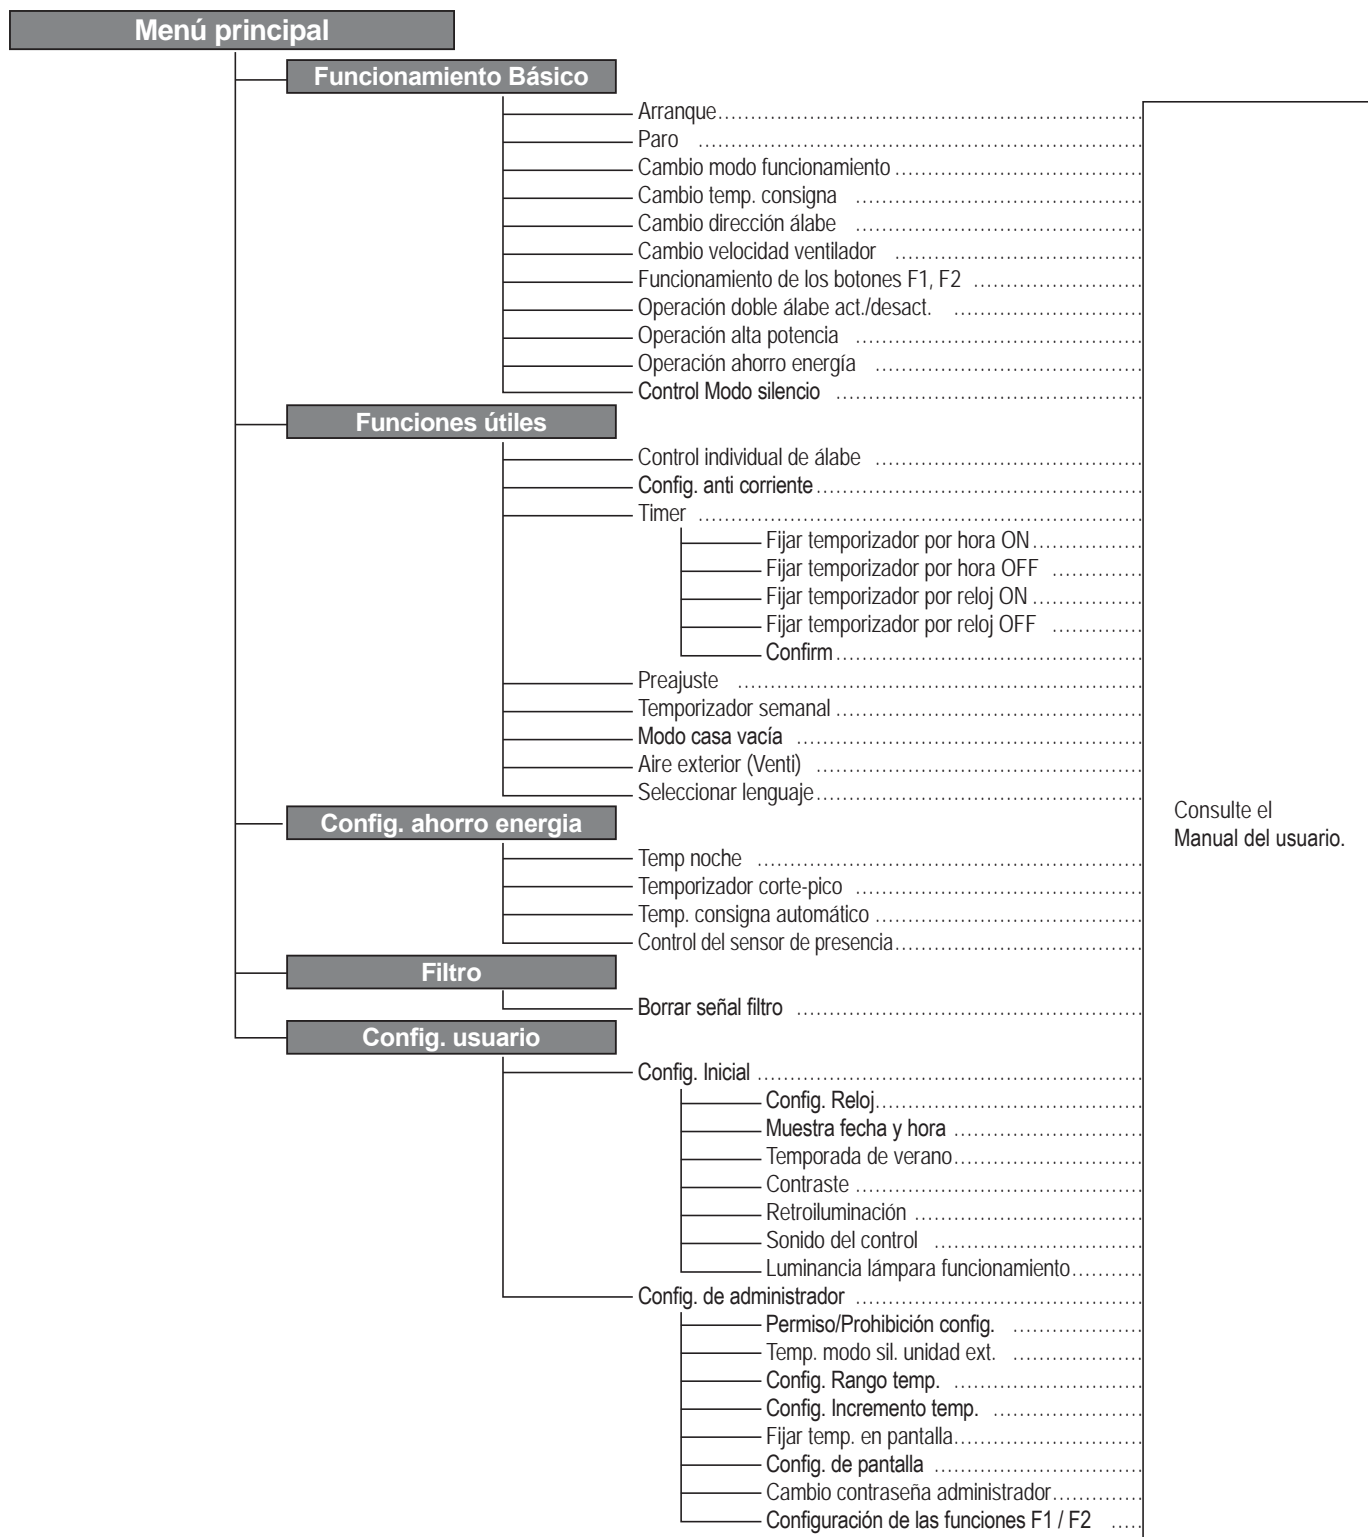 Menú principal
Funcionamiento Básico
Arranque
Paro
Cambio modo funcionamiento
Cambio temp. consigna
Cambio dirección álabe
Cambio velocidad ventilador
Funcionamiento de los botones F1, F2
Operación doble álabe act./desact.
Operación alta potencia
Operación ahorro energía
Control Modo silencio
Funciones útiles
Control individual de álabe
Config. anti corriente
Timer
Fijar temporizador por hora ON
Fijar temporizador por hora OFF
Fijar temporizador por reloj ON
Fijar temporizador por reloj OFF
Confirm
Preajuste
Temporizador semanal
Modo casa vacía
Aire exterior (Venti)
Seleccionar lenguaje
Config. ahorro energia
Temp noche
Temporizador corte-pico
Temp. consigna automático
Control del sensor de presencia
Filtro
Borrar señal filtro
Config. usuario
Config. Inicial
Config. Reloj
Muestra fecha y hora
Temporada de verano
Contraste
Retroiluminación
Sonido del control
Luminancia lámpara funcionamiento
Config. de administrador
Permiso/Prohibición config.
Temp. modo sil. unidad ext.
Config. Rango temp.
Config. Incremento temp.
Fijar temp. en pantalla
Config. de pantalla
Cambio contraseña administrador
Configuración de las funciones F1 / F2
Consulte el
Manual del usuario.